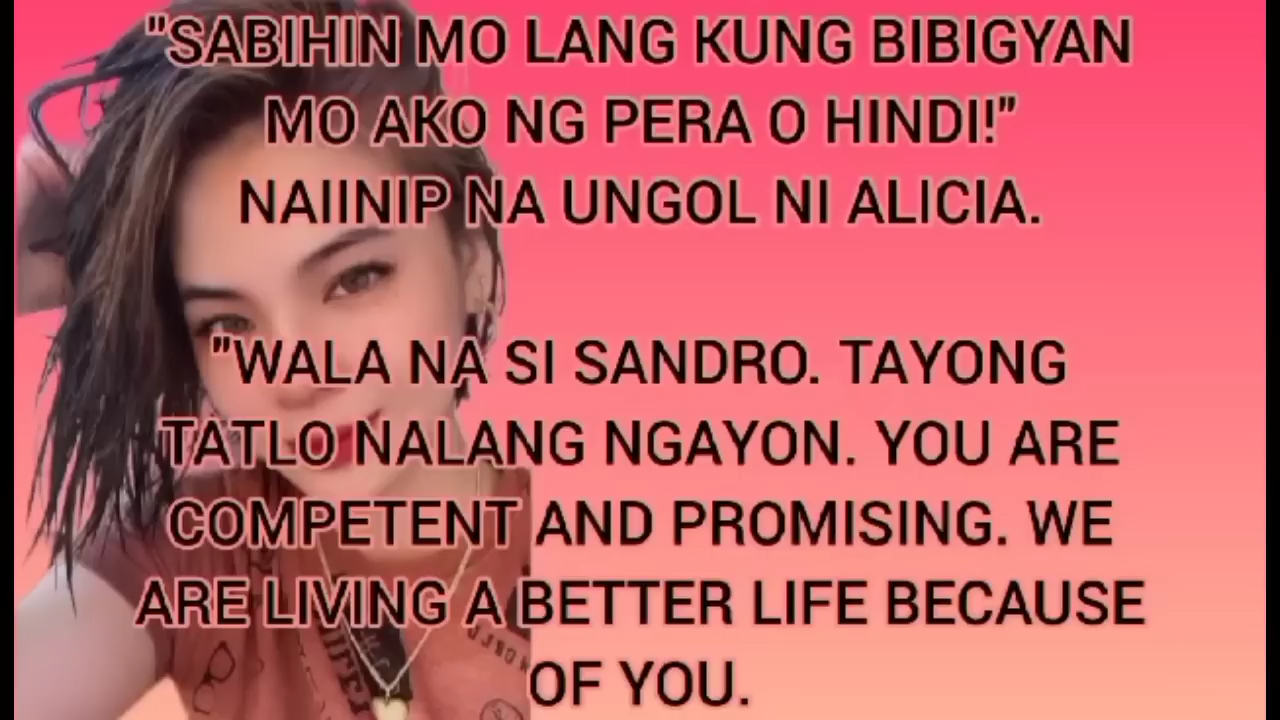 "SABIHIN MO LANG KUNG BIBIGYAN
MO AKO NG PERA O HINDI!"
NAIINIP NA UNGOL NI ALICIA.
"WALA NA SI SANDRO. TAYONG
TATLO NALANG NGAYON. YOU ARE
COMPETENT AND PROMISING. WE
ARE LIVING A BETTER LIFE BECAUSE
OF YOU.